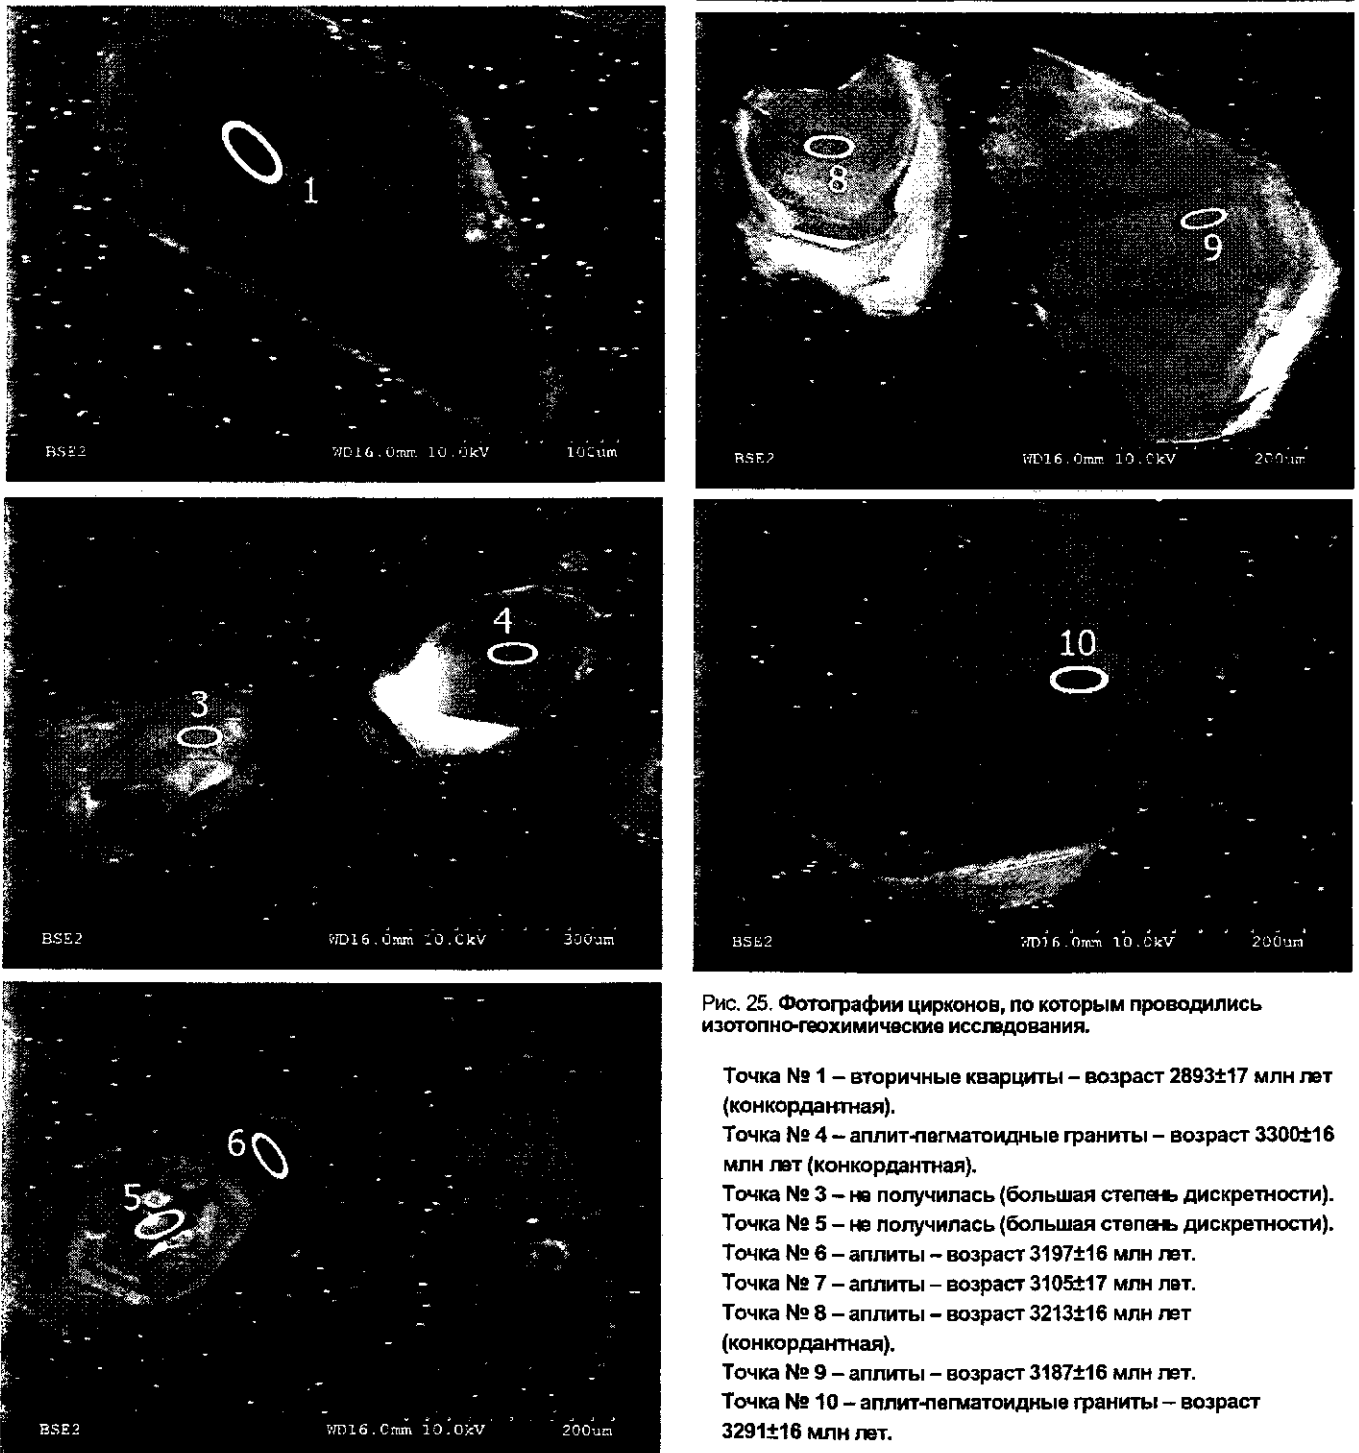 1
BSE2 WD16.0mm 10.0kV 100um
8
9
BSE2 WD16.0mm 10.0kV 200um
3
4
BSE2 WD16.0mm 10.0kV 300um
10
BSE2 WD16.0mm 10.0kV 200um
5
6
BSE2 WD16.0mm 10.0kV 200um
Рис. 25. Фотографии цирконов, по которым проводились
изотопно-геохимические исследования.
Точка № 1 – вторичные кварциты – возраст 2893±17 млн лет
(конкордантная).
Точка № 4 – аплит-пегматоидные граниты – возраст 3300±16
млн лет (конкордантная).
Точка № 3 – не получилась (большая степень дискретности).
Точка № 5 – не получилась (большая степень дискретности).
Точка № 6 – аплиты – возраст 3197±16 млн лет.
Точка № 7 – аплиты – возраст 3105±17 млн лет.
Точка № 8 – аплиты – возраст 3213±16 млн лет
(конкордантная).
Точка № 9 – аплиты – возраст 3187±16 млн лет.
Точка № 10 – аплит-пегматоидные граниты – возраст
3291±16 млн лет.